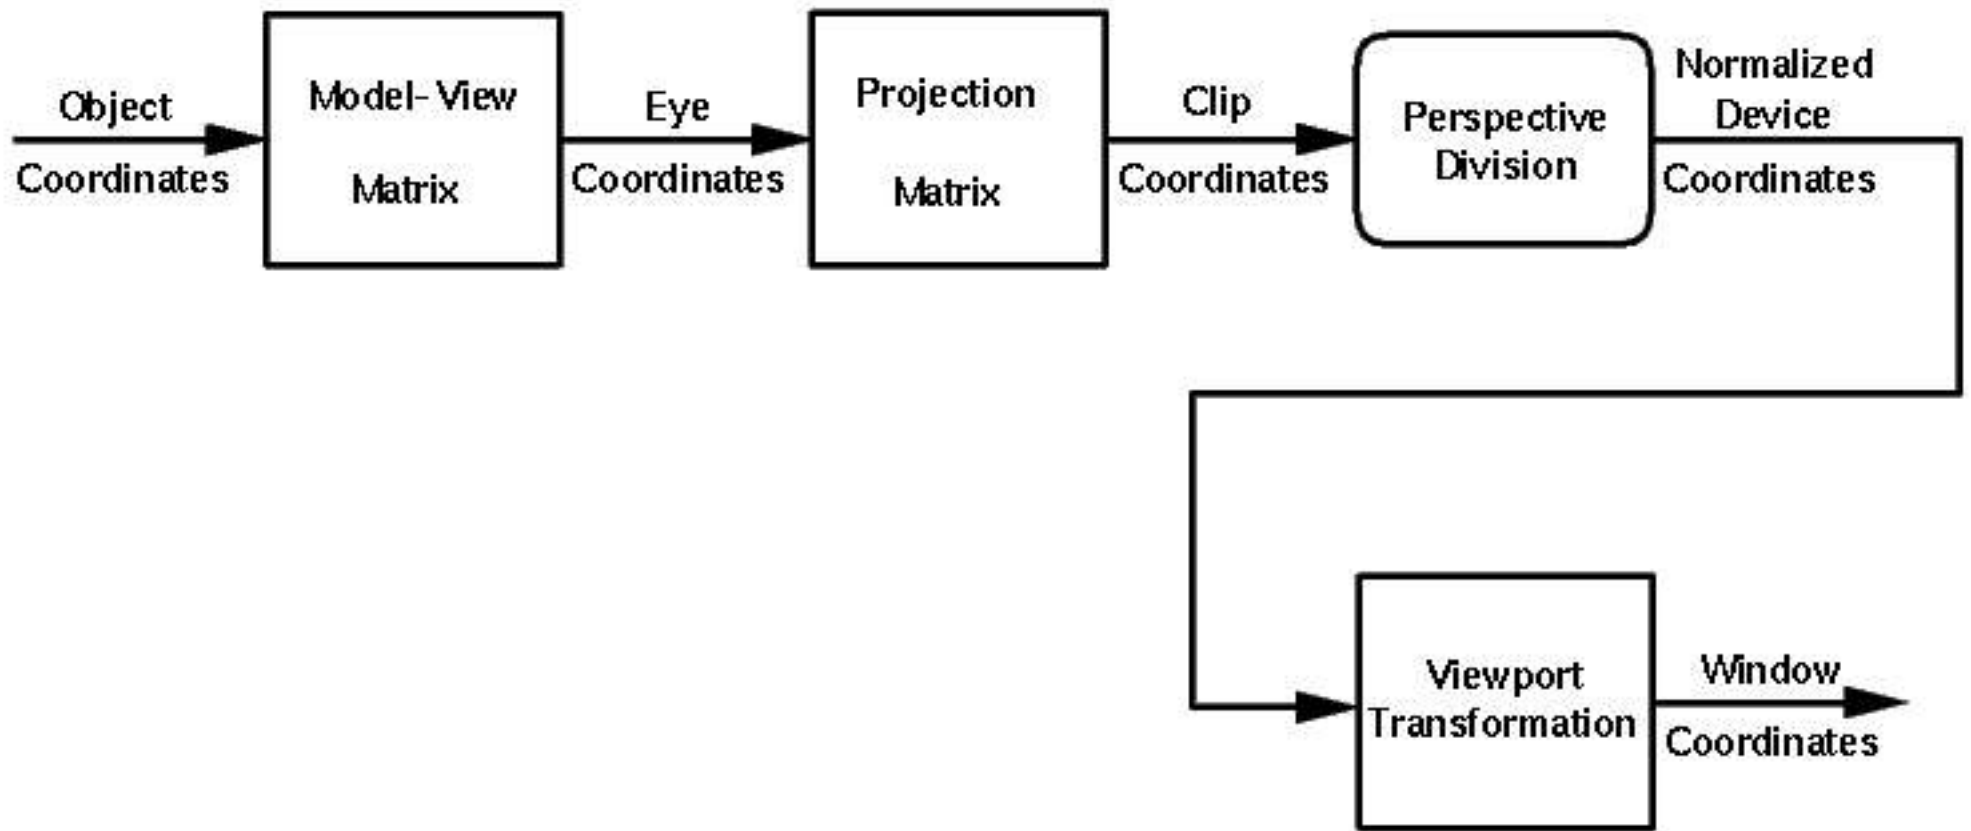 Object
Coordinates
Model-View
Matrix
Eye
Coordinates
Projection
Matrix
Clip
Coordinates
Perspective
Division
Normalized
Device
Coordinates
Viewport
Transformation
Window
Coordinates